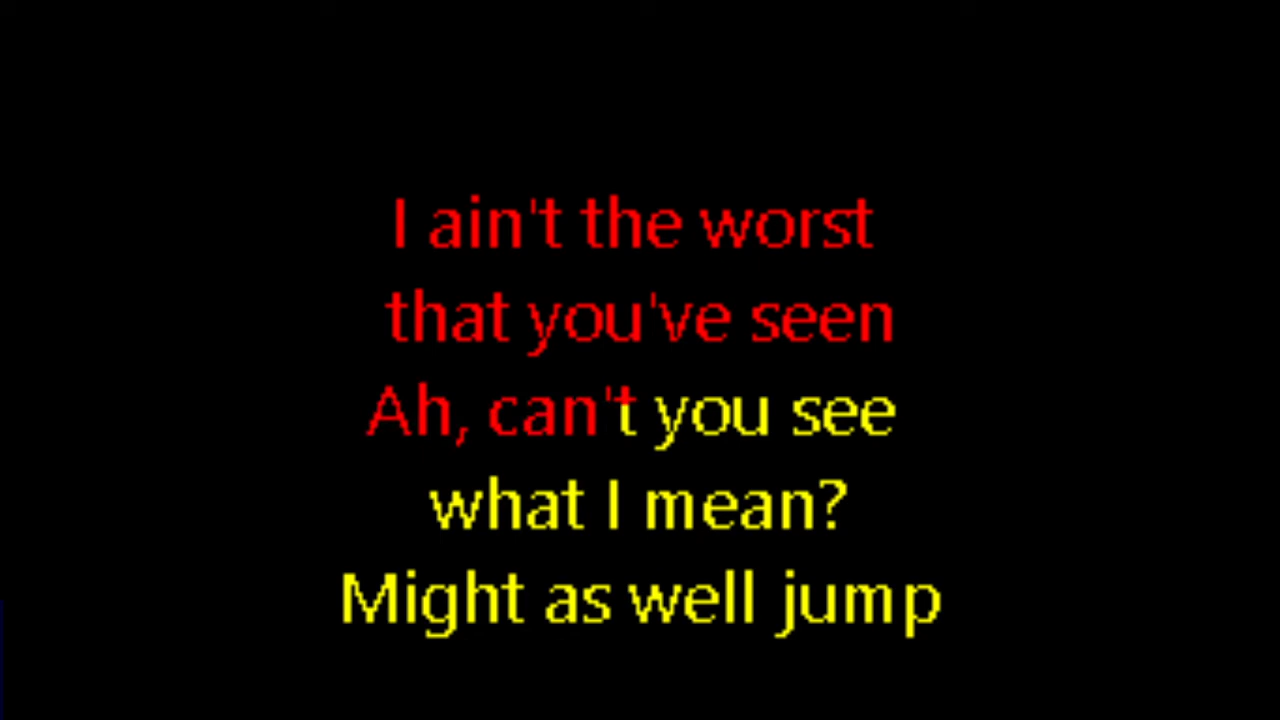 I ain't the worst
that you've seen
Ah, can't you see
what I mean?
Might as well jump